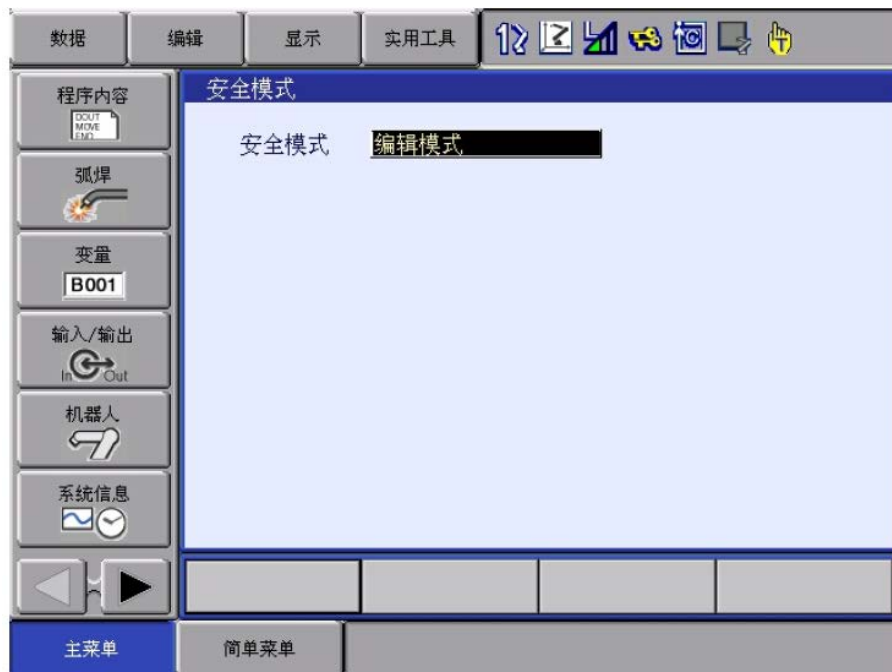 数据 编辑 显示 实用工具
程序内容
DOUT
MOVE
END
弧焊
变量
B001
输入/输出
In Out
机器人
系统信息
安全模式
安全模式 编辑模式
主菜单 简单菜单